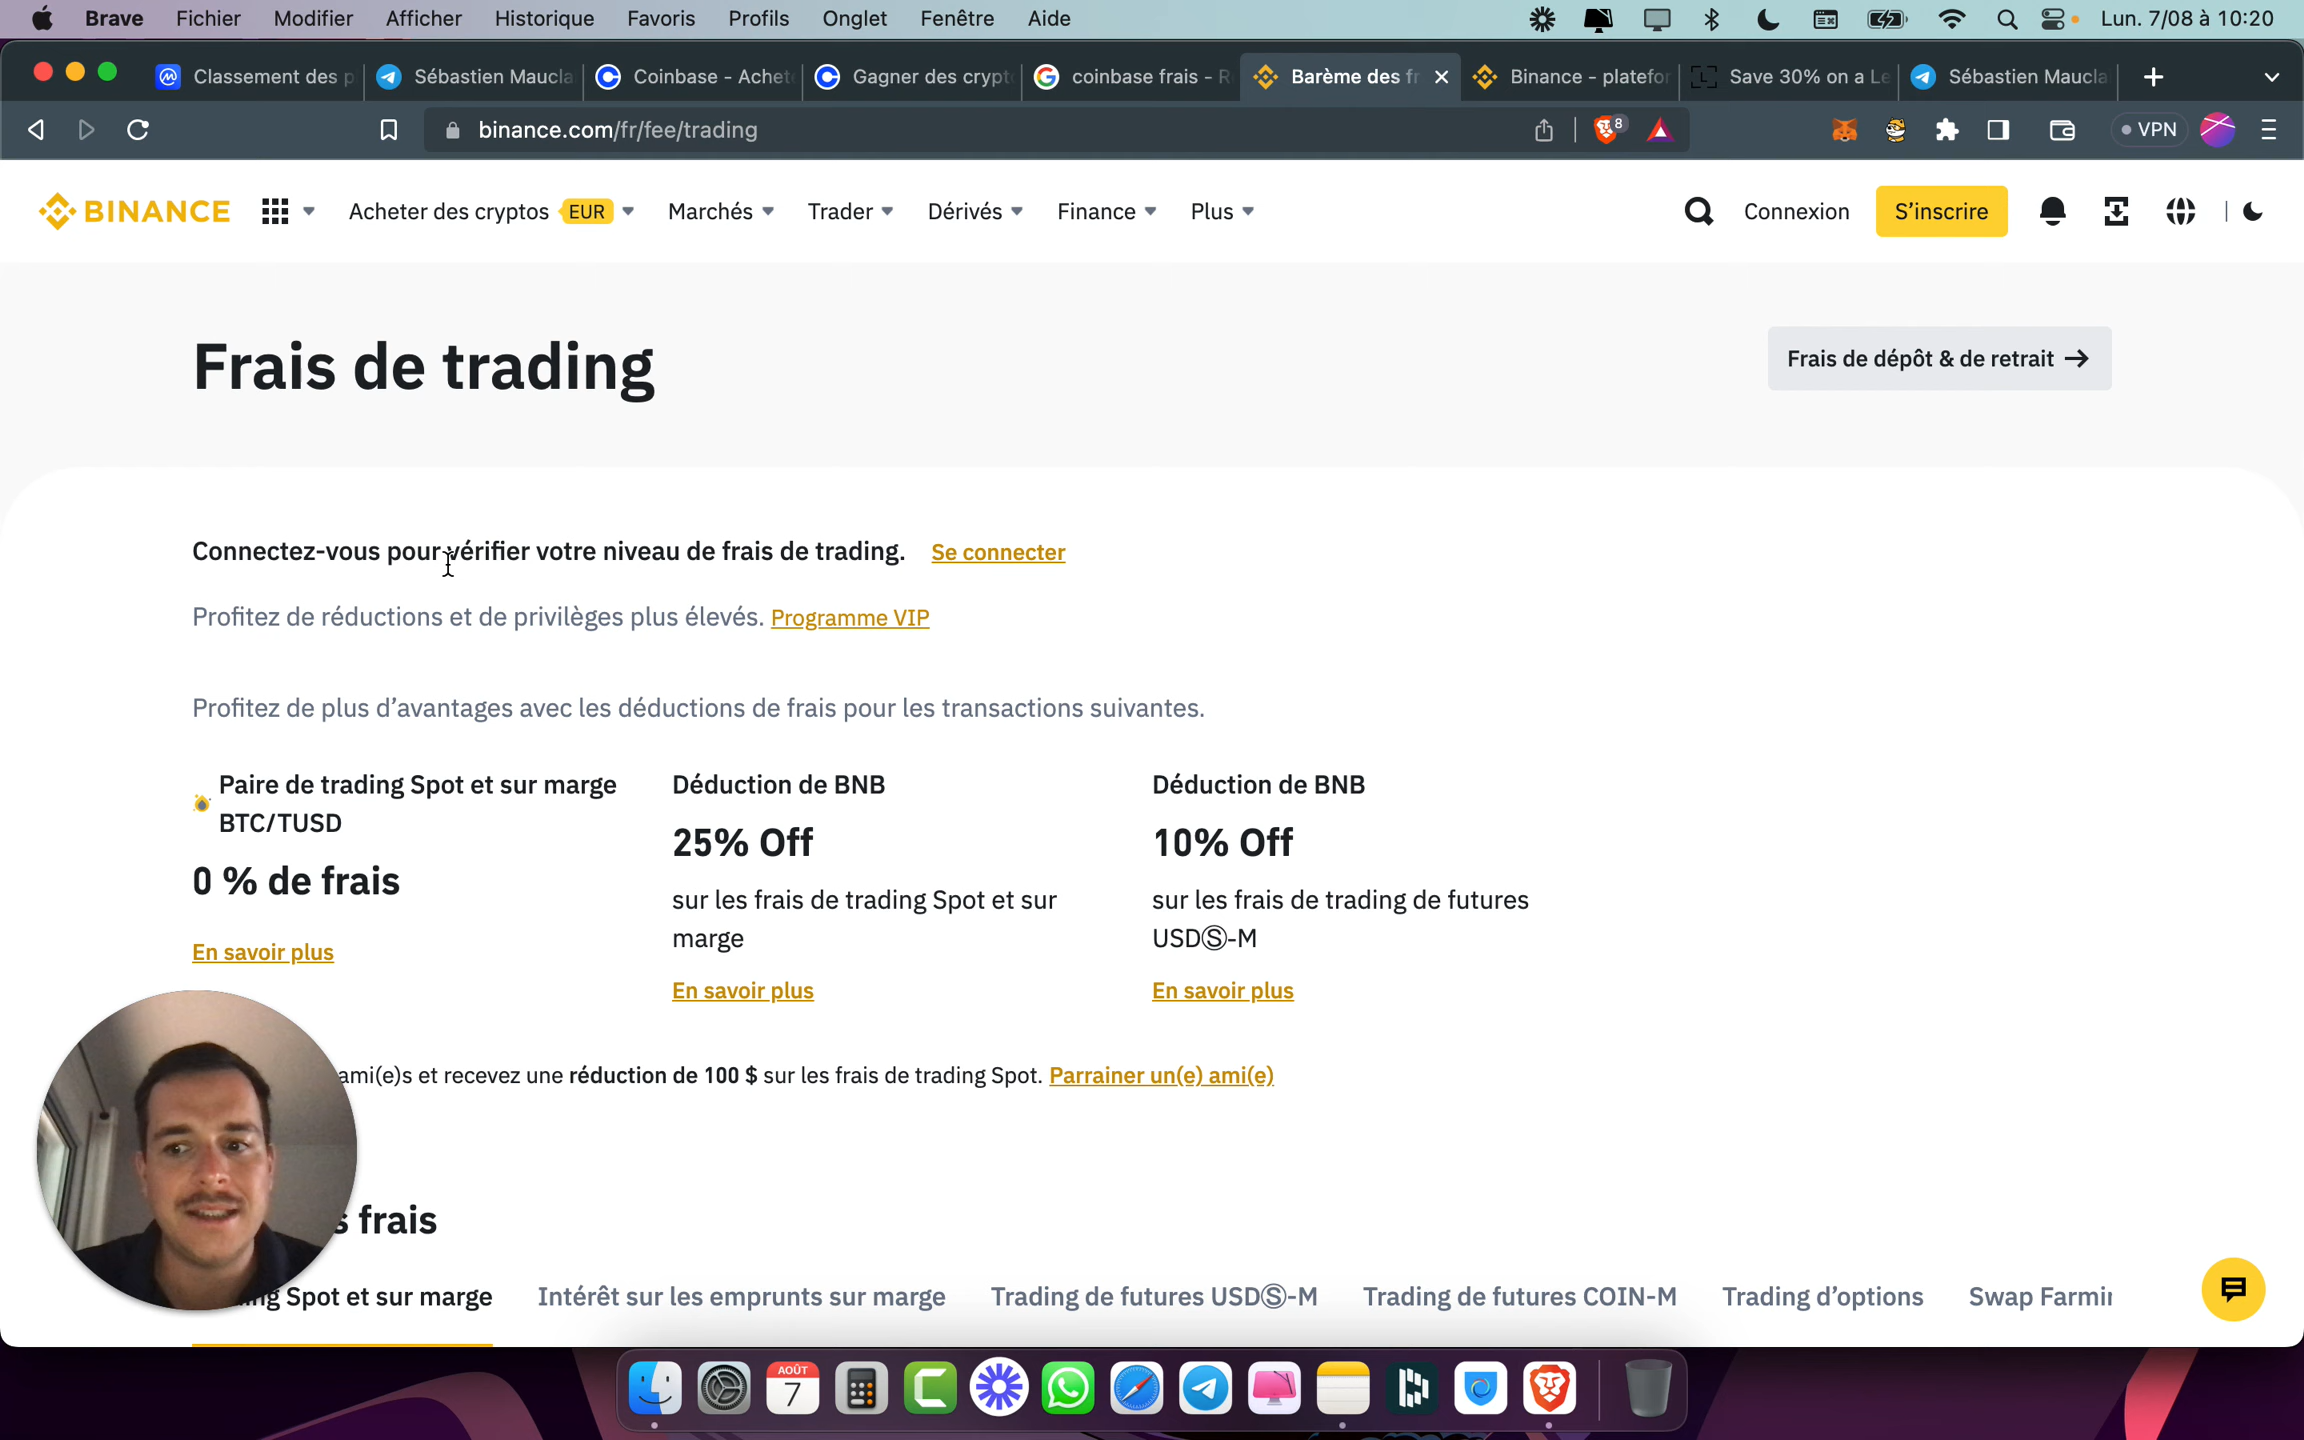 Brave Fichier Modifier Afficher Historique Favoris Profils Onglet Fenêtre Aide Lun. 7/08 à 10:20
Classement des p Sébastien Maucla Coinbase - Achet Gagner des crypt coinbase frais - R Barème des fr Binance - platefor Save 30% on a Le Sébastien Maucla
binance.com/fr/fee/trading 8 VPN
BINANCE Acheter des cryptos EUR Marchés Trader Dérivés Finance Plus Connexion S'inscrire
Frais de trading
Frais de dépôt & de retrait →
Connectez-vous pour vérifier votre niveau de frais de trading. Se connecter
Profitez de réductions et de privilèges plus élevés. Programme VIP
Profitez de plus d'avantages avec les déductions de frais pour les transactions suivantes.
Paire de trading Spot et sur marge
BTC/TUSD
0 % de frais
En savoir plus
Déduction de BNB
25% Off
sur les frais de trading Spot et sur
marge
En savoir plus
Déduction de BNB
10% Off
sur les frais de trading de futures
USDⓈ-M
En savoir plus
ami(e)s et recevez une réduction de 100 $ sur les frais de trading Spot. Parrainer un(e) ami(e)
s frais
ng Spot et sur marge Intérêt sur les emprunts sur marge Trading de futures USDⓈ-M Trading de futures COIN-M Trading d'options Swap Farmin
AOÛT
7